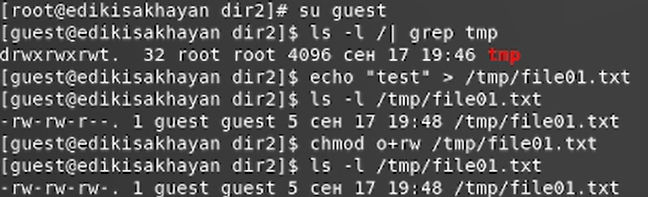 [root@edikisakhayan dir2]# su guest
[guest@edikisakhayan dir2]$ ls -l /| grep tmp
drwxrwxrwt.  32 root root 4096 сен 17 19:46 tmp
[guest@edikisakhayan dir2]$ echo "test" > /tmp/file01.txt
[guest@edikisakhayan dir2]$ ls -l /tmp/file01.txt
-rw-rw-r--. 1 guest guest 5 сен 17 19:48 /tmp/file01.txt
[guest@edikisakhayan dir2]$ chmod o+rw /tmp/file01.txt
[guest@edikisakhayan dir2]$ ls -l /tmp/file01.txt
-rw-rw-rw-. 1 guest guest 5 сен 17 19:48 /tmp/file01.txt